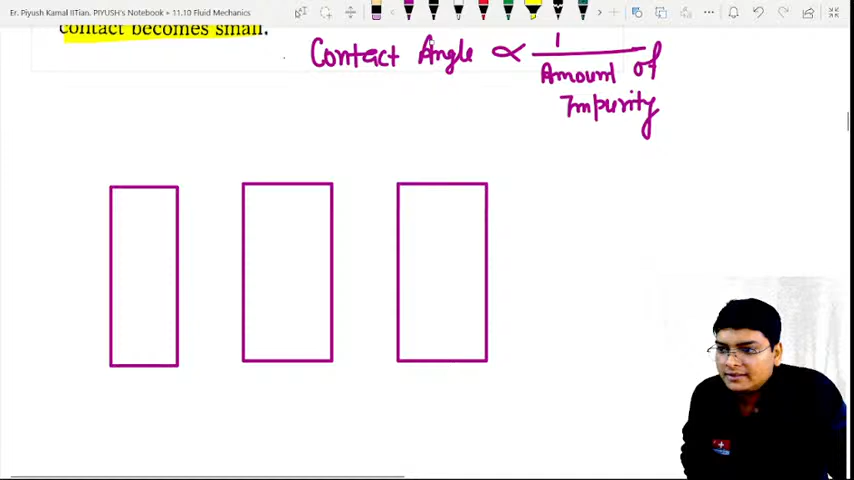 Er. Piyush Kamal IITian. PIYUSH's Notebook » 11.10 Fluid Mechanics
contact becomes small.
Contact Angle ∝ 1
Amount of
Impurity